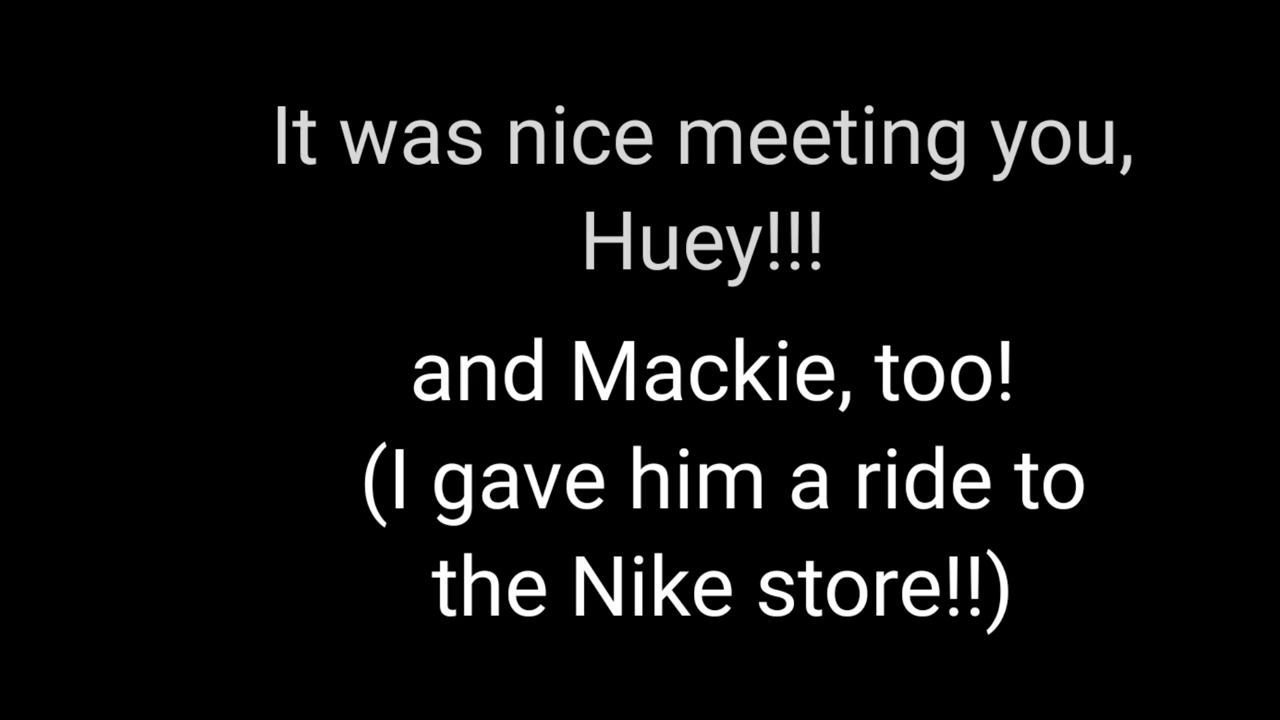 It was nice meeting you,
Huey!!!
and Mackie, too!
(I gave him a ride to
the Nike store!!)